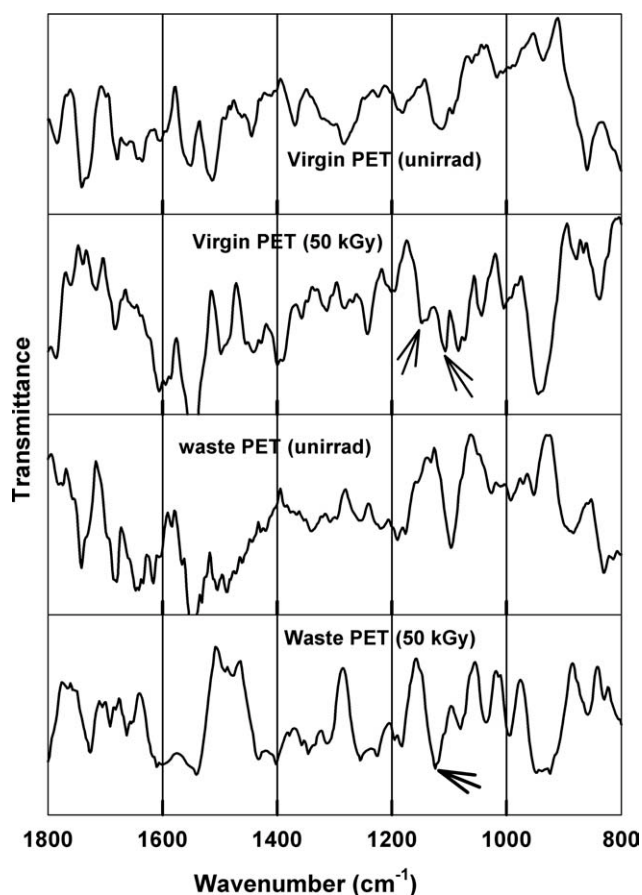 Virgin PET (unirrad)
Virgin PET (50 kGy)
waste PET (unirrad)
Waste PET (50 kGy)
Transmittance
1800 1600 1400 1200 1000 800
Wavenumber (cm⁻¹)